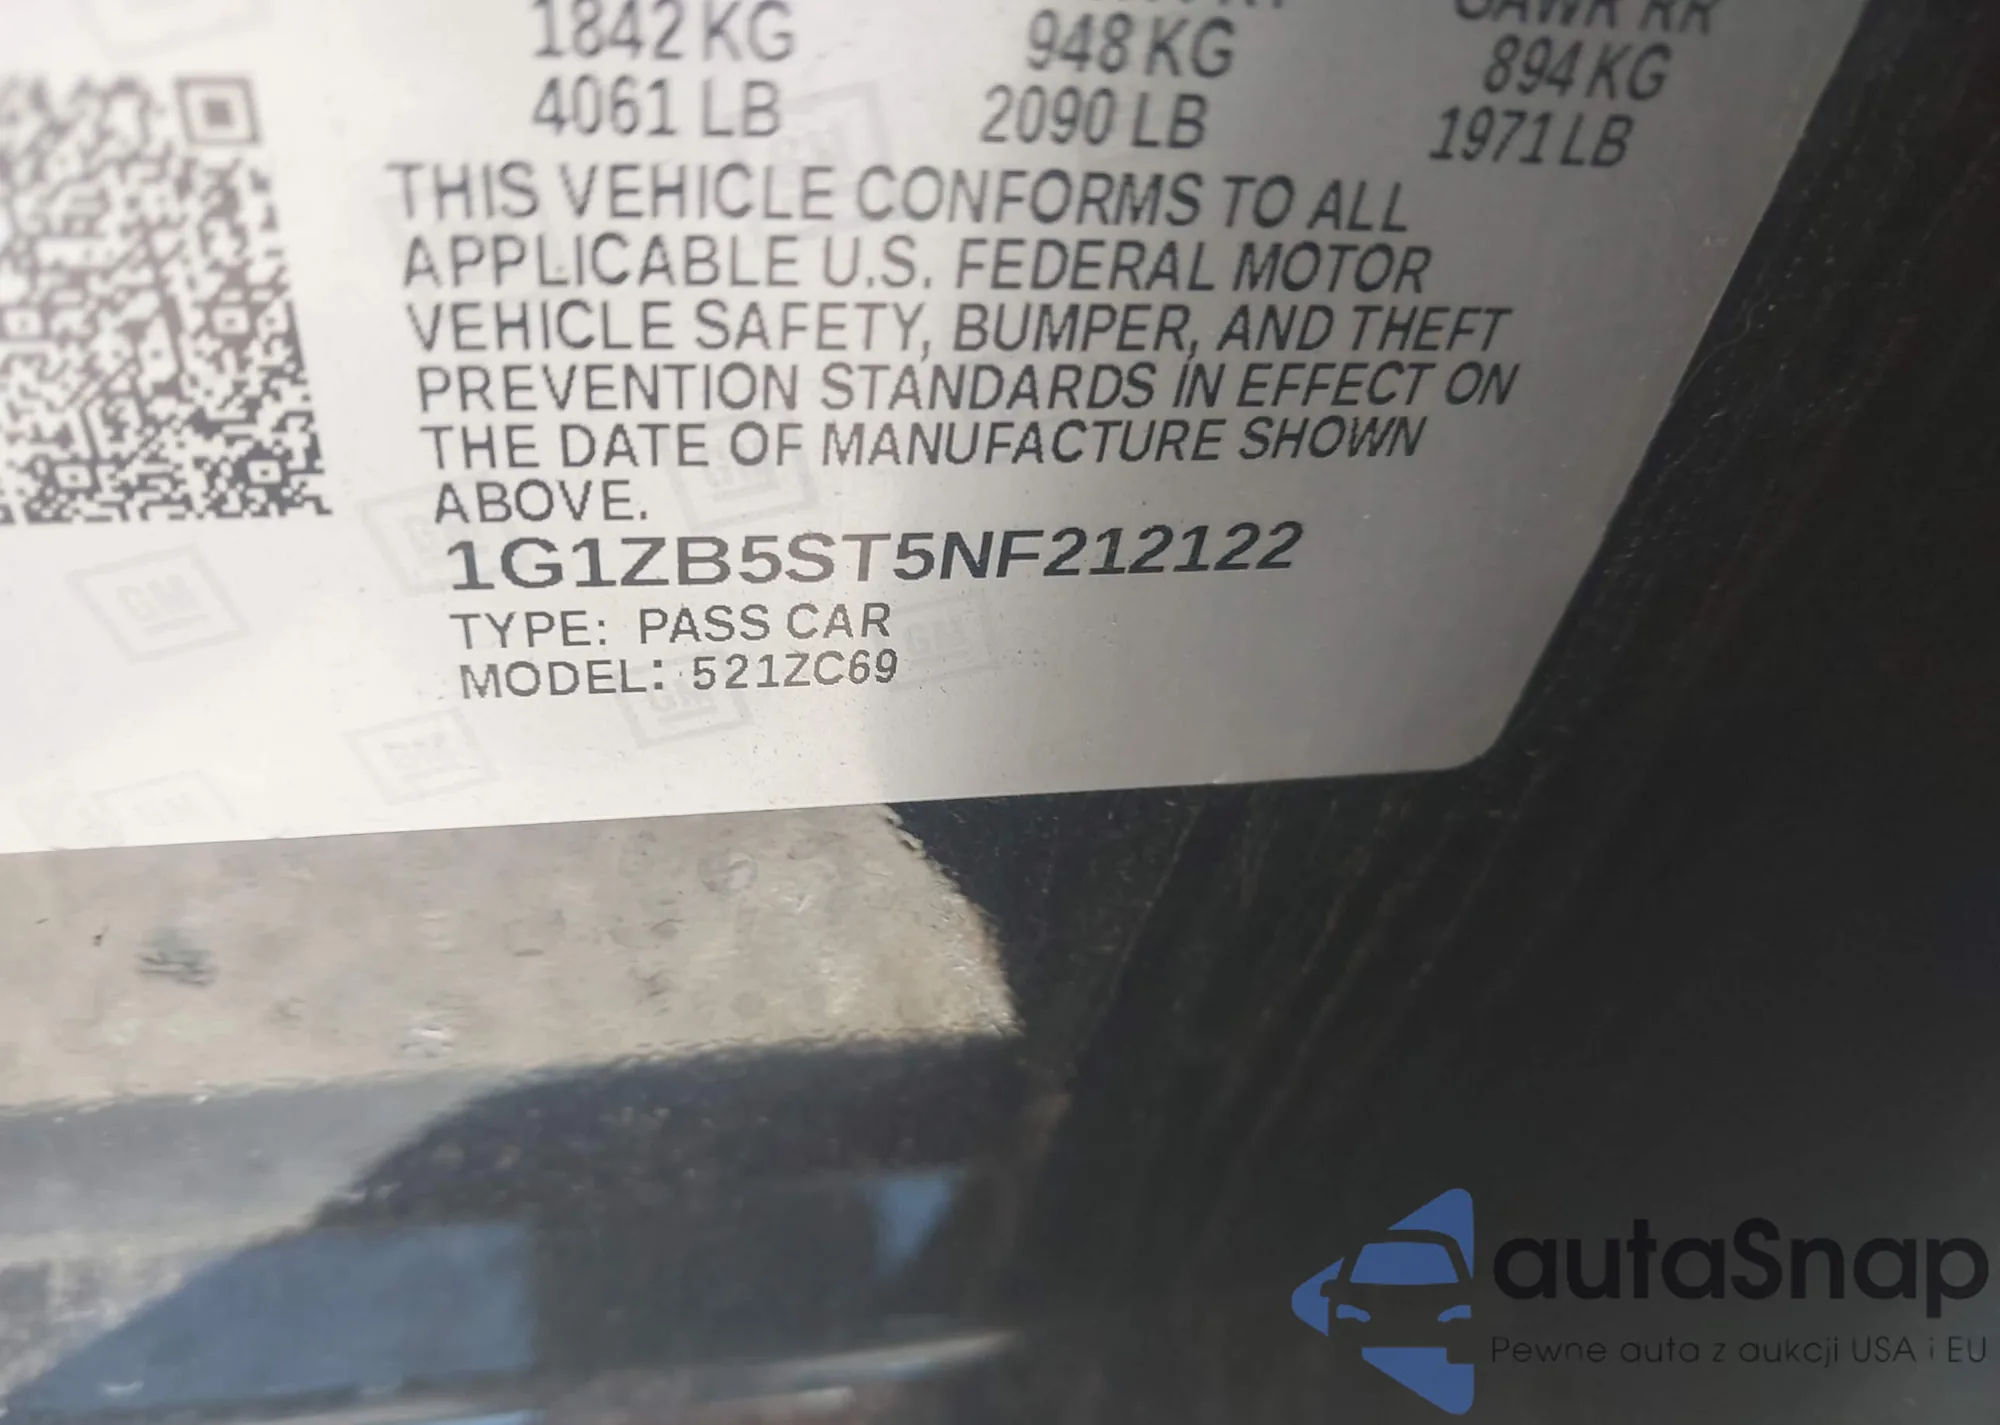 1842 KG 948 KG 894 KG
4061 LB 2090 LB 1971 LB
THIS VEHICLE CONFORMS TO ALL
APPLICABLE U.S. FEDERAL MOTOR
VEHICLE SAFETY, BUMPER, AND THEFT
PREVENTION STANDARDS IN EFFECT ON
THE DATE OF MANUFACTURE SHOWN
ABOVE.
1G1ZB5ST5NF212122
TYPE: PASS CAR
MODEL: 521ZC69
GM
autaSnap
Pewne auta z aukcji USA i EU